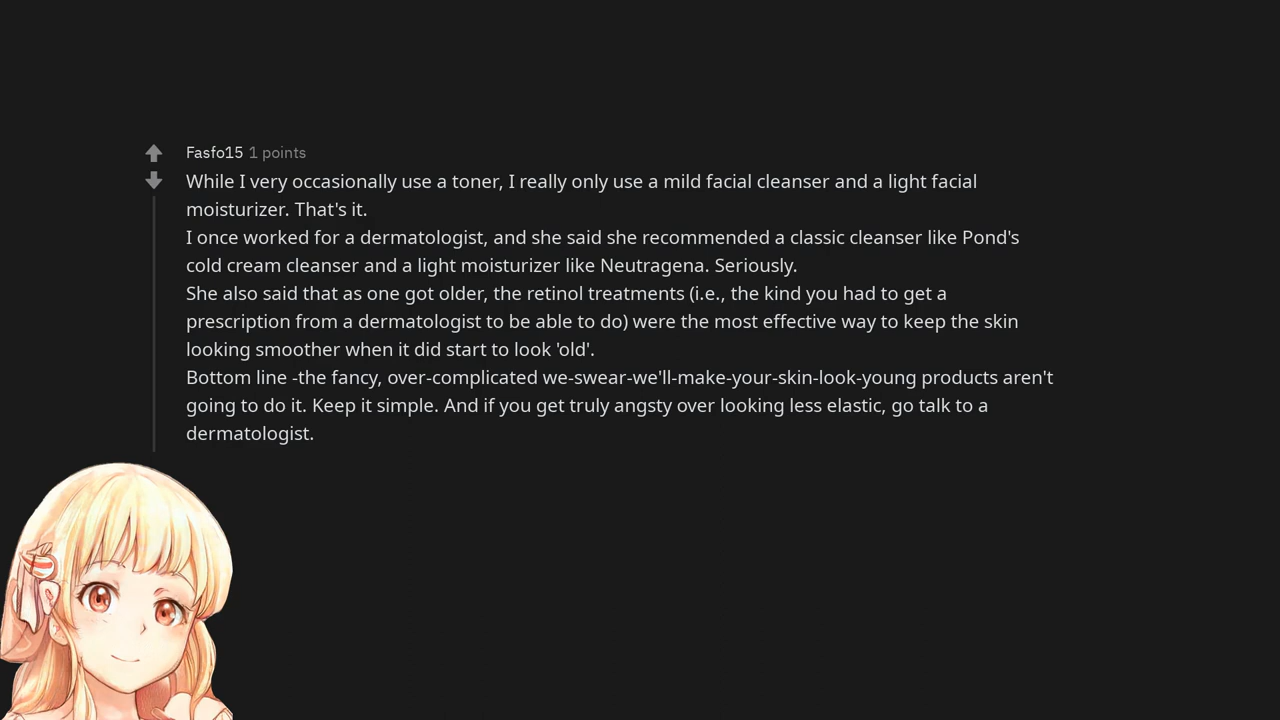 Fasfo15 1 points
While I very occasionally use a toner, I really only use a mild facial cleanser and a light facial
moisturizer. That's it.
I once worked for a dermatologist, and she said she recommended a classic cleanser like Pond's
cold cream cleanser and a light moisturizer like Neutragena. Seriously.
She also said that as one got older, the retinol treatments (i.e., the kind you had to get a
prescription from a dermatologist to be able to do) were the most effective way to keep the skin
looking smoother when it did start to look 'old'.
Bottom line -the fancy, over-complicated we-swear-we'll-make-your-skin-look-young products aren't
going to do it. Keep it simple. And if you get truly angsty over looking less elastic, go talk to a
dermatologist.